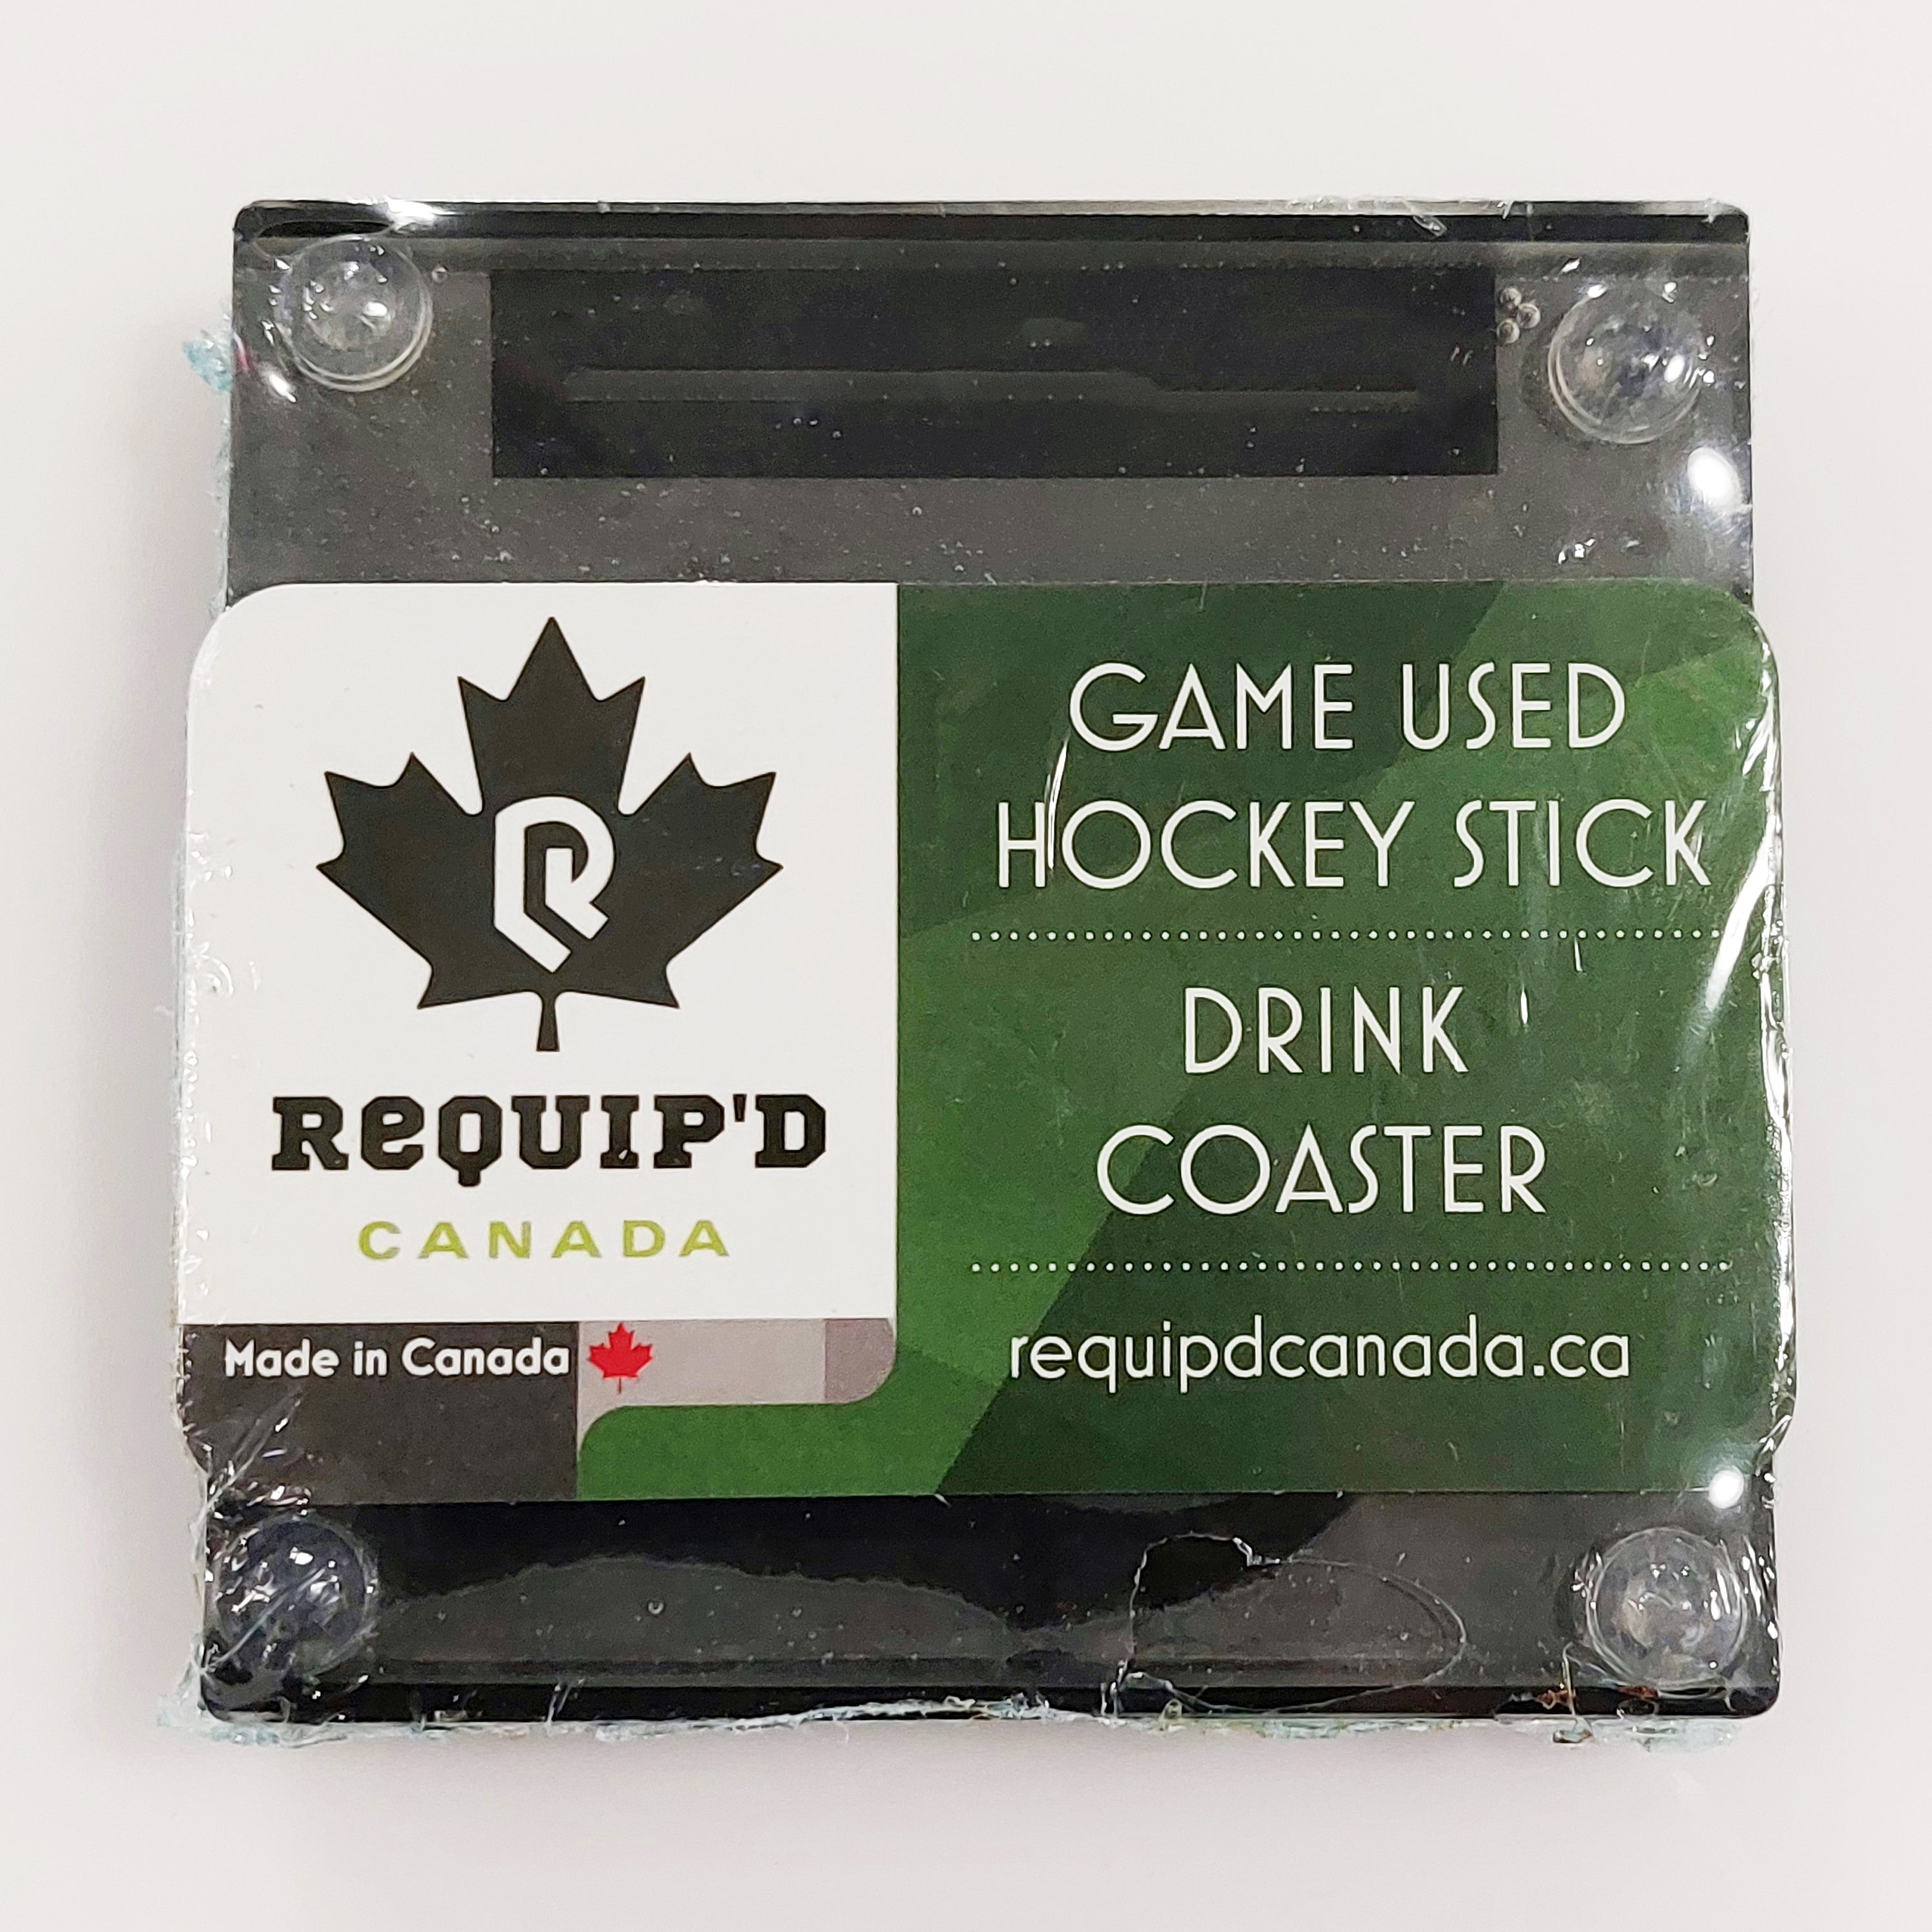 R
ReQUIP'D
CANADA
Made in Canada
GAME USED
HOCKEY STICK
DRINK
COASTER
requipdcanada.ca